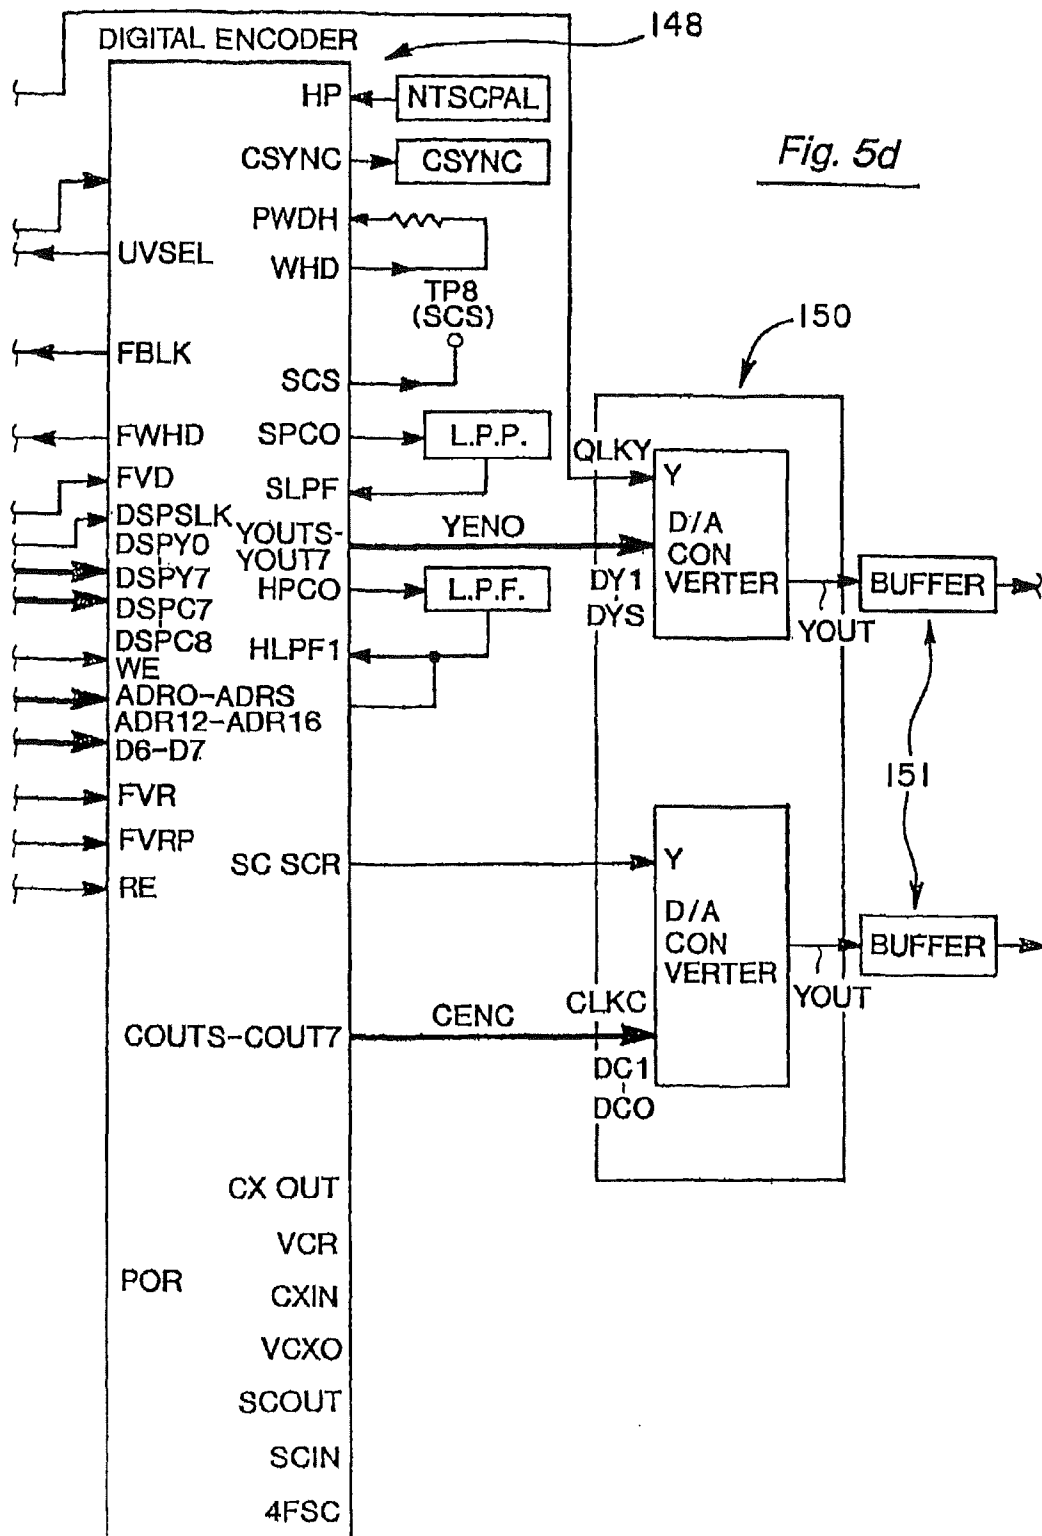 148
DIGITAL ENCODER
HP
NTSCPAL
CSYNC
CSYNC
Fig. 5d
PWDH
UVSEL
WHD
TP8
(SCS)
150
FBLK
SCS
FWHD
SPCO
L.P.P.
QLKY
Y
FVD
SLPF
DSPSLK
YOUTS-
YOUT7
YENO
D/A
CON
VERTER
DSPY0
DSPY7
HPCO
L.P.F.
DY1
DYS
BUFFER
DSPC7
YOUT
DSPC8
HLPF1
WE
ADRO-ADRS
ADR12-ADR16
D6-D7
151
FVR
FVRP
SC SCR
Y
RE
D/A
CON
VERTER
BUFFER
YOUT
CLKC
COUTS-COUT7
CENC
DC1
DCO
CX OUT
VCR
POR
CXIN
VCXO
SCOUT
SCIN
4FSC